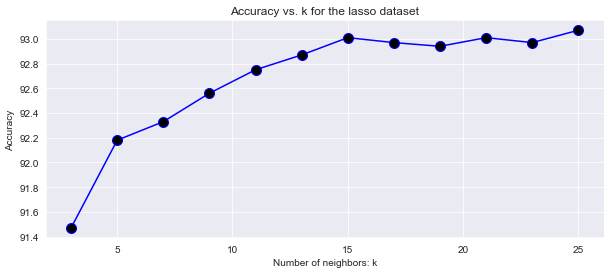 Accuracy vs. k for the lasso dataset
Accuracy
93.0
92.8
92.6
92.4
92.2
92.0
91.8
91.6
91.4
5 10 15 20 25
Number of neighbors: k